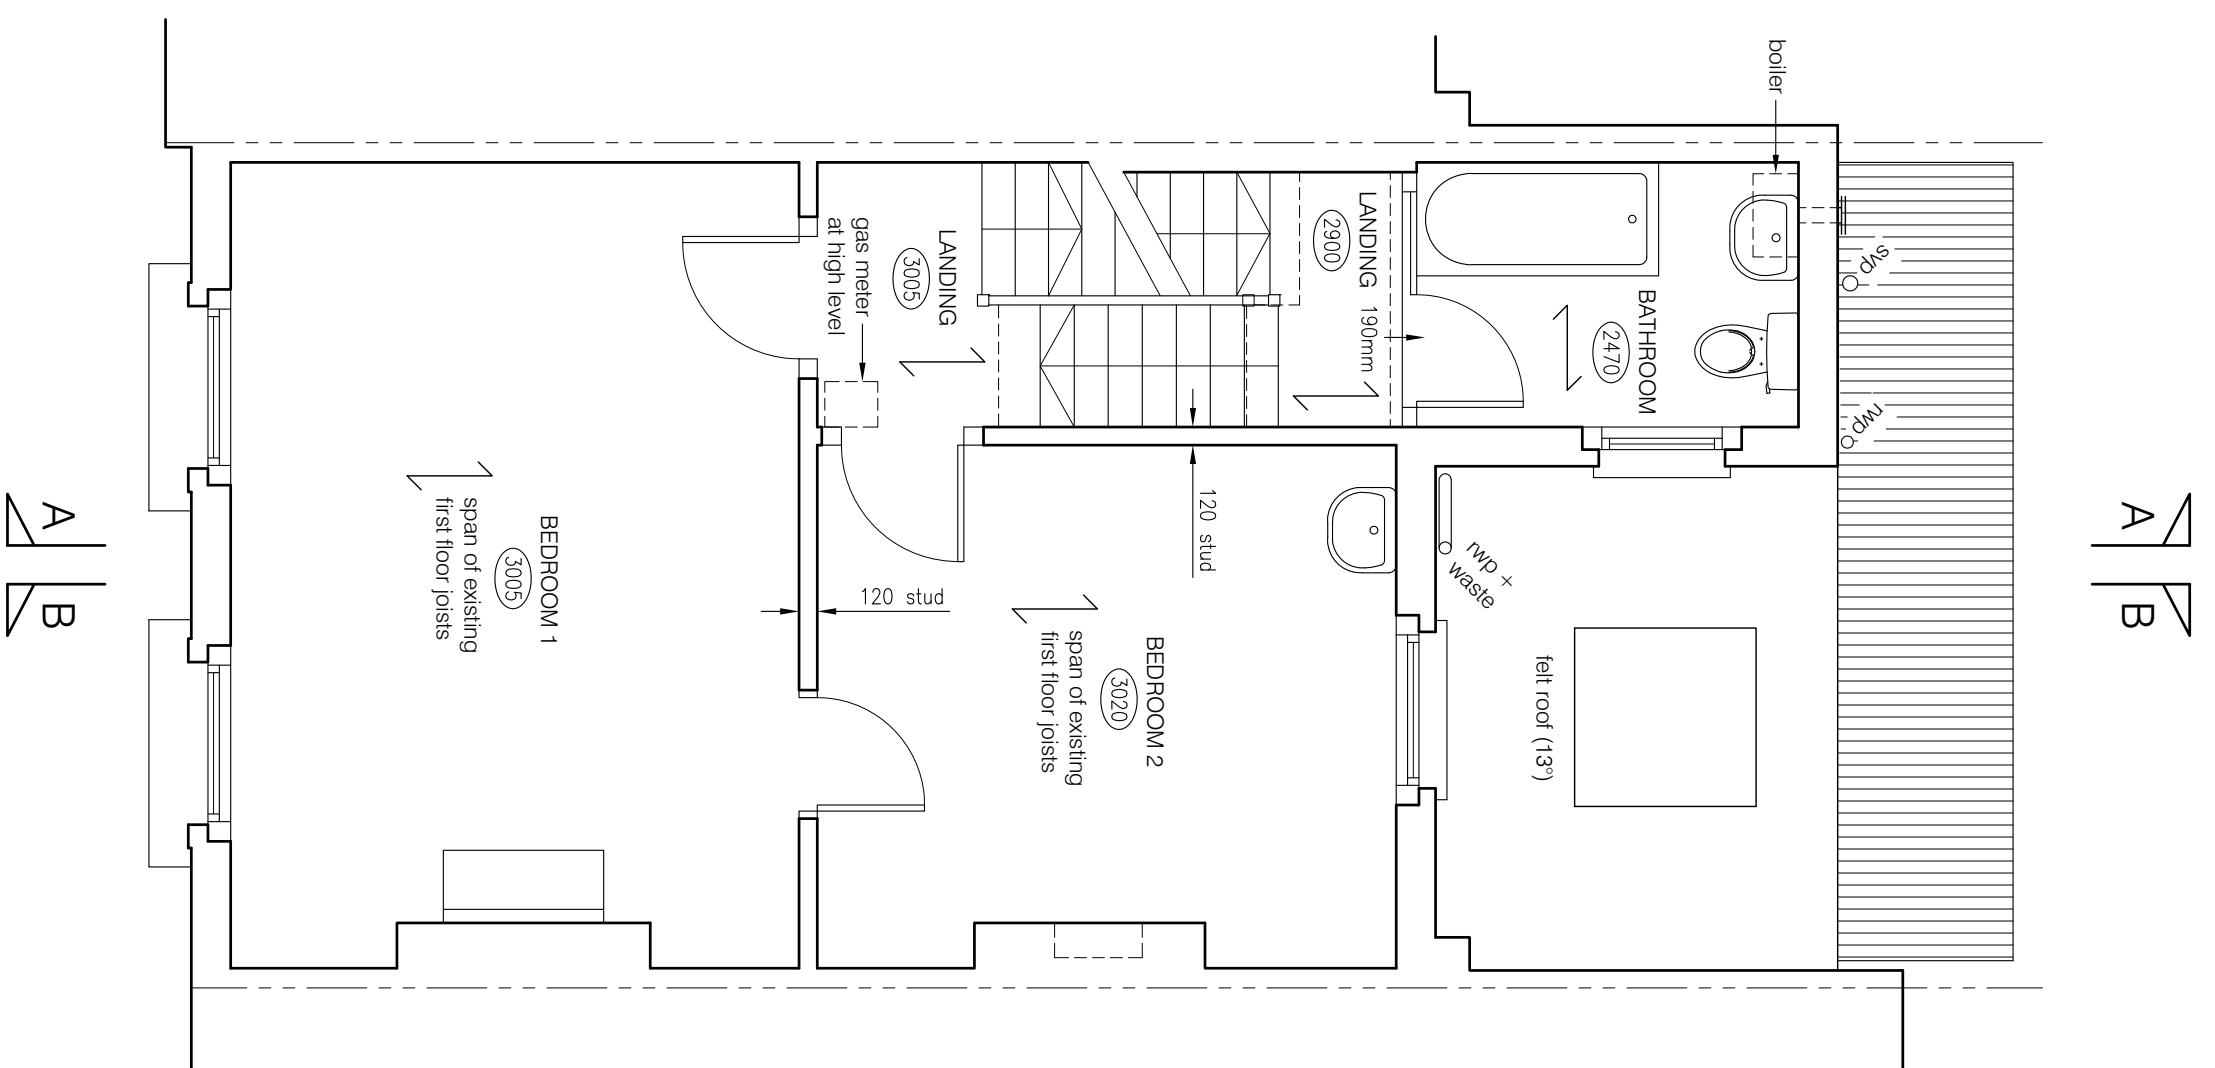 boiler
svp
rwp
BATHROOM
2470
LANDING
2900
190mm
LANDING
3005
gas meter
at high level
120 stud
120 stud
rwp +
waste
felt roof (13°)
BEDROOM 1
3005
span of existing
first floor joists
BEDROOM 2
3020
span of existing
first floor joists
A
B
A
B